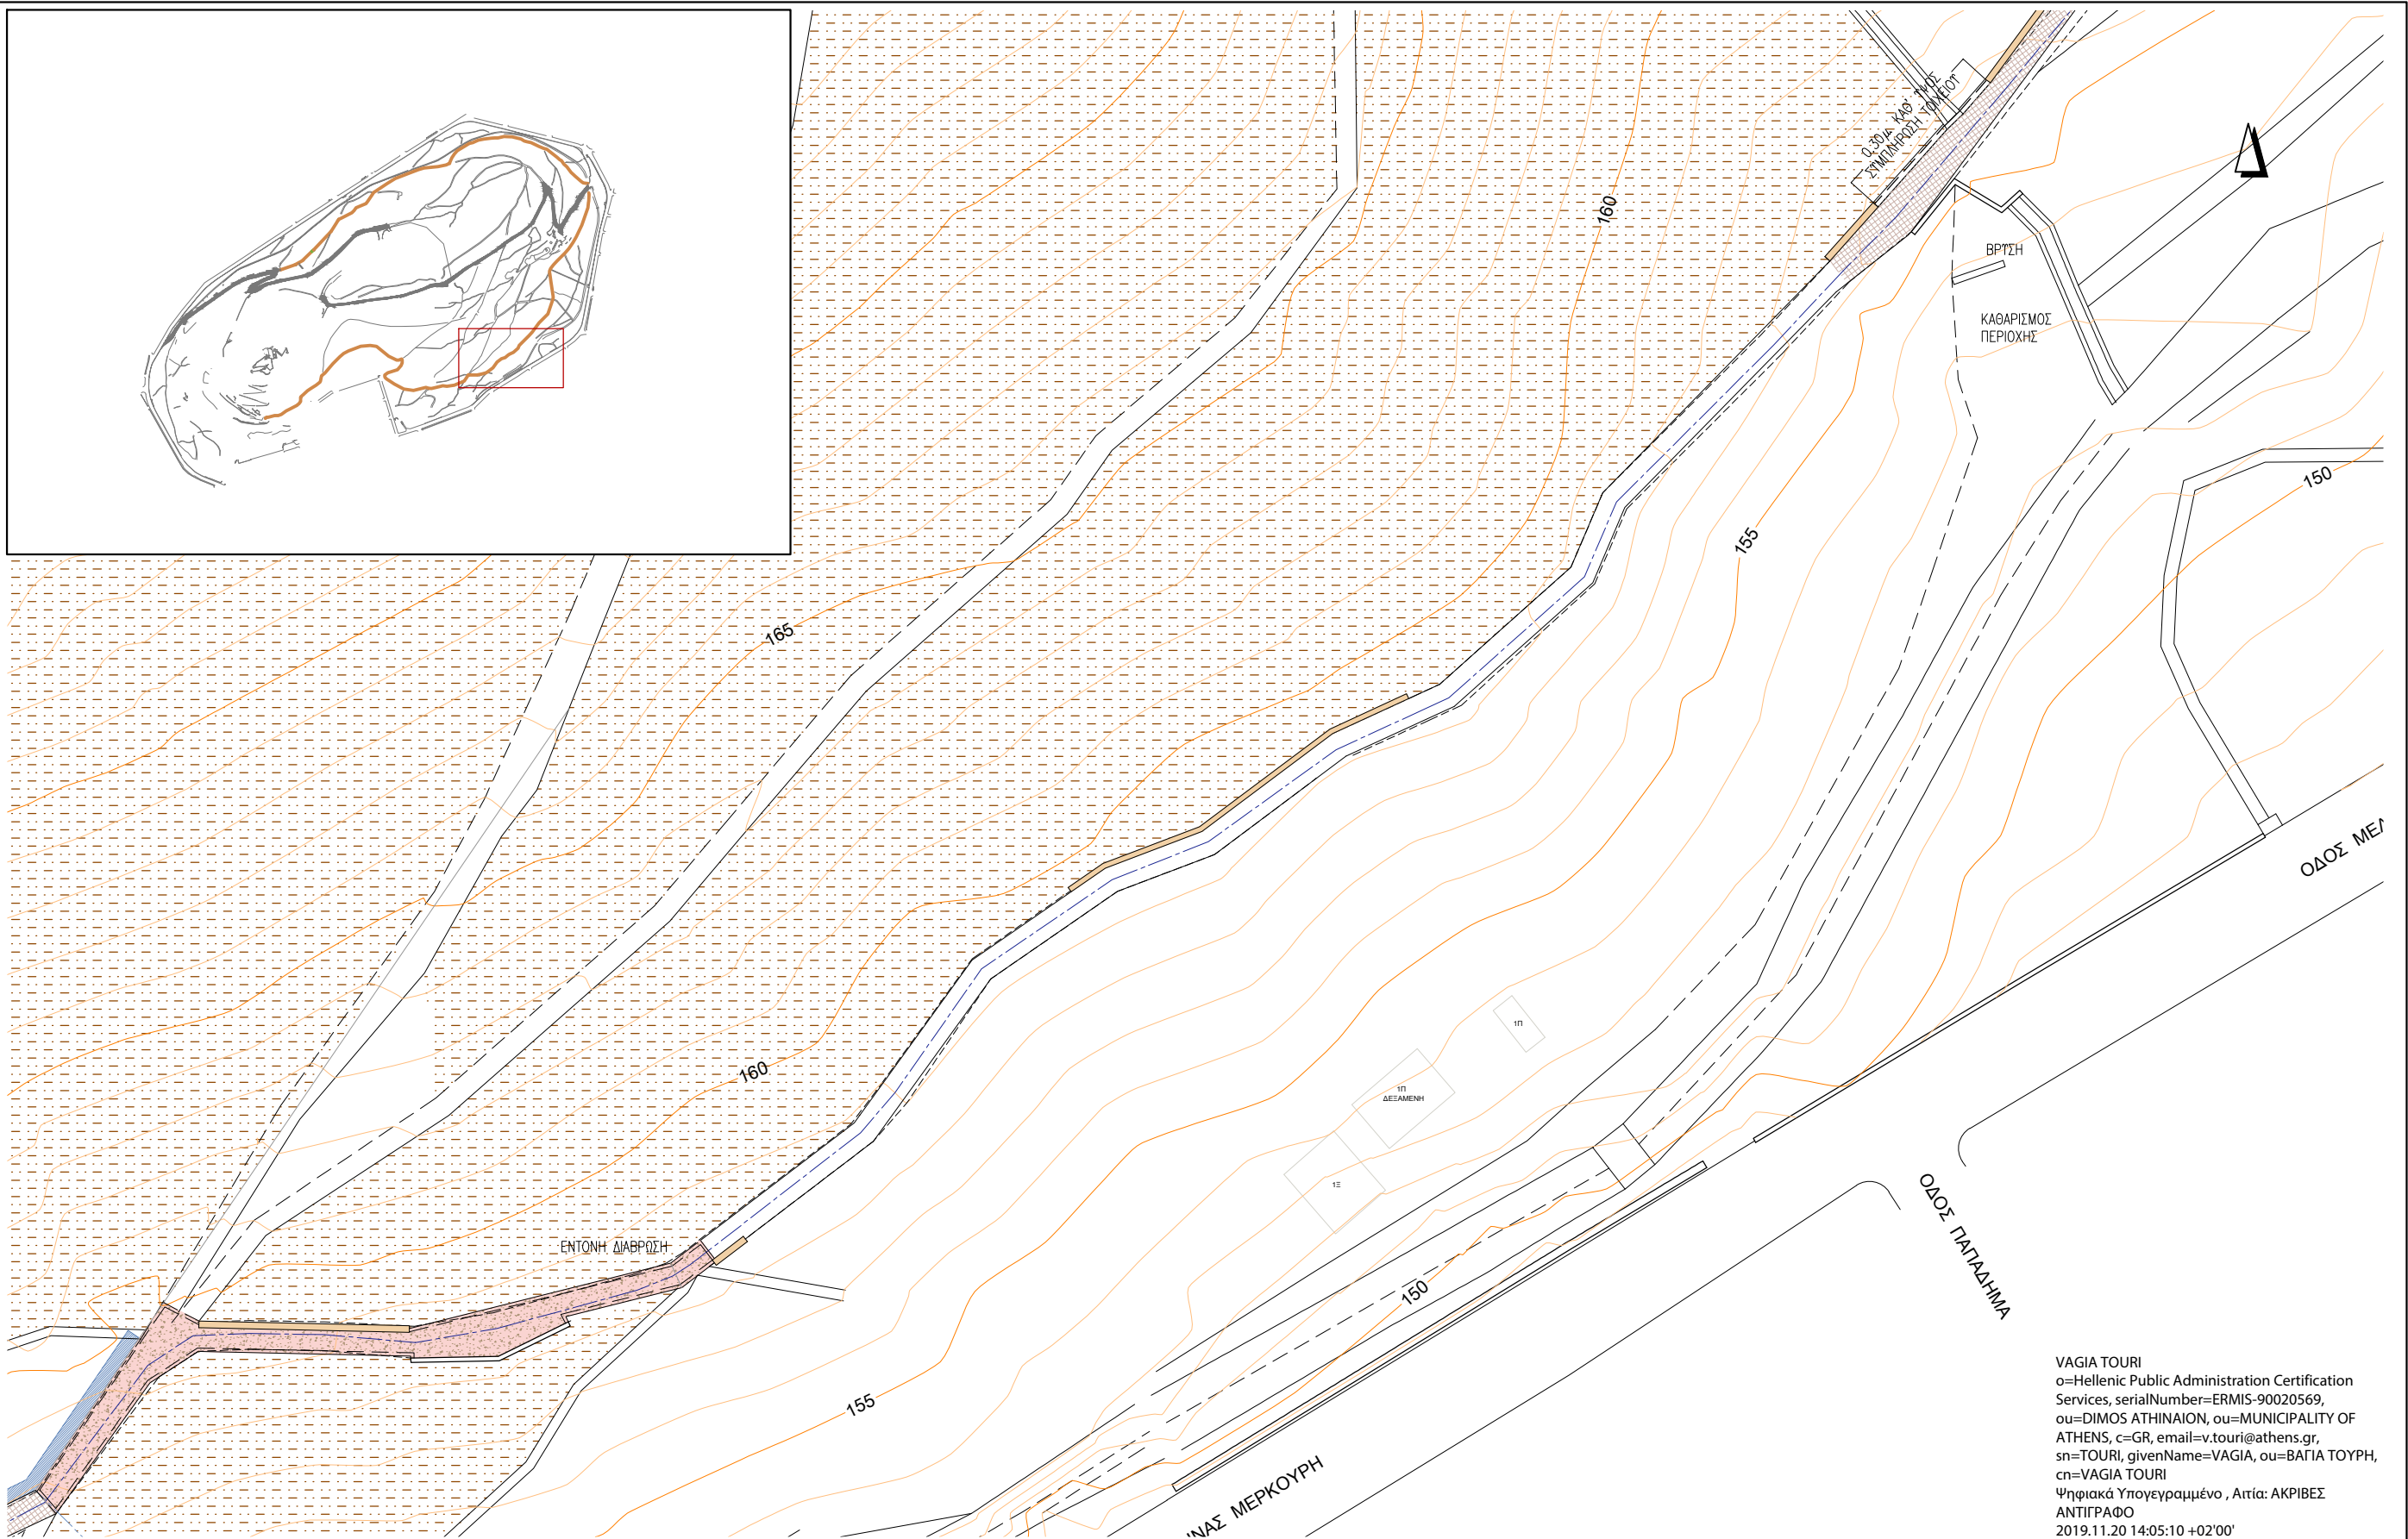 0.30μ. ΚΑΘ' ΥΨΟΣ
ΣΥΜΠΛΗΡΩΣΗ ΤΟΙΧΕΙΟΥ
160
ΒΡΥΣΗ
ΚΑΘΑΡΙΣΜΟΣ
ΠΕΡΙΟΧΗΣ
150
155
165
ΟΔΟΣ ΜΕΛ
1Π
160
1Π
ΔΕΞΑΜΕΝΗ
1Ξ
ΟΔΟΣ ΠΑΠΑΔΗΜΑ
ΕΝΤΟΝΗ ΔΙΑΒΡΩΣΗ
150
155
ΙΝΑΣ ΜΕΡΚΟΥΡΗ
VAGIA TOURI
o=Hellenic Public Administration Certification
Services, serialNumber=ERMIS-90020569,
ou=DIMOS ATHINAION, ou=MUNICIPALITY OF
ATHENS, c=GR, email=v.touri@athens.gr,
sn=TOURI, givenName=VAGIA, ou=ΒΑΓΙΑ ΤΟΥΡΗ,
cn=VAGIA TOURI
Ψηφιακά Υπογεγραμμένο , Αιτία: ΑΚΡΙΒΕΣ
ΑΝΤΙΓΡΑΦΟ
2019.11.20 14:05:10 +02'00'